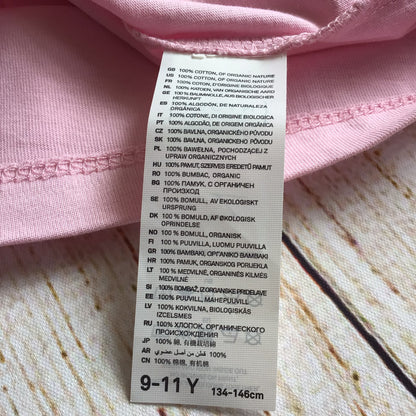 GB 100% COTTON, OF ORGANIC NATURE
US 100% COTTON, OF ORGANIC NATURE
FR 100% COTON, D'ORIGINE BIOLOGIQUE
NL 100% KATOEN, VAN ORGANISCHE AARD
GE 100% BAUMWOLLE, AUS BIOLOGISCHER
HERKUNFT
ES 100% ALGODÓN, DE NATURALEZA
ORGÁNICA
IT 100% COTONE, DI ORIGINE BIOLOGICA
PT 100% ALGODÃO, DE ORIGEM ORGÂNICA
CZ 100% BAVLNA, ORGANICKÉHO PŮVODU
SK 100% BAVLNA, ORGANICKÉHO PÔVODU
PL 100% BAWEŁNA, POCHODZĄCEJ Z
UPRAW ORGANICZNYCH
HU 100% PAMUT, SZERVES EREDETŰ PAMUT
RO 100% BUMBAC, ORGANIC
BG 100% ПАМУК, С ОРГАНИЧЕН
ПРОИЗХОД
SE 100% BOMULL, AV EKOLOGISKT
URSPRUNG
DK 100% BOMULD, AF ØKOLOGISK
OPRINDELSE
NO 100% BOMULL, ORGANISK
FI 100% PUUVILLA, LUOMU PUUVILLA
GR 100% ΒΑΜΒΑΚΙ, ΟΡΓΑΝΙΚΟ ΒΑΜΒΑΚΙ
HR 100% PAMUK, ORGANSKOG PORIJEKLA
LT 100% MEDVILNĖ, ORGANINĖS KILMĖS
MEDVILNĖ
SI 100% BOMBAŽ, IZ ORGANSKE PRIDELAVE
EE 100% PUUVILL, MAHEPUUVILL
LV 100% KOKVILNA, BIOLOĢISKAS
IZCELSMES
RU 100% ХЛОПОК, ОРГАНИЧЕСКОГО
ПРОИСХОЖДЕНИЯ
JP 100% 綿, 有機栽培綿
AR 100% قطن من أصل عضوي
CN 100% 棉, 有机棉
9-11 Y 134-146cm